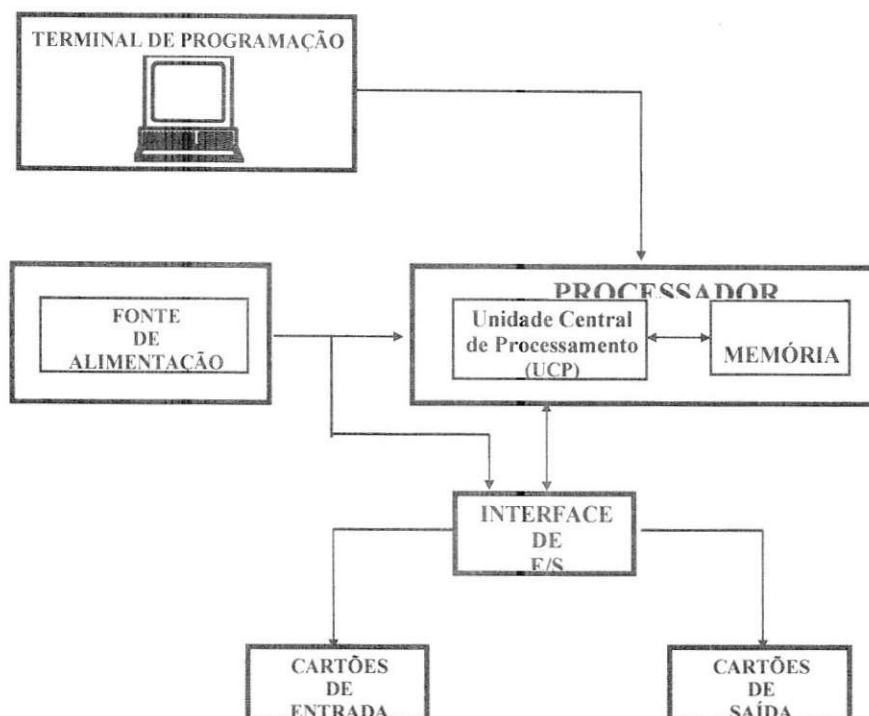 TERMINAL DE PROGRAMAÇÃO
FONTE
DE
ALIMENTAÇÃO
PROCESSADOR
Unidade Central
de Processamento
(UCP)
MEMÓRIA
INTERFACE
DE
E/S
CARTÕES
DE
ENTRADA
CARTÕES
DE
SAÍDA